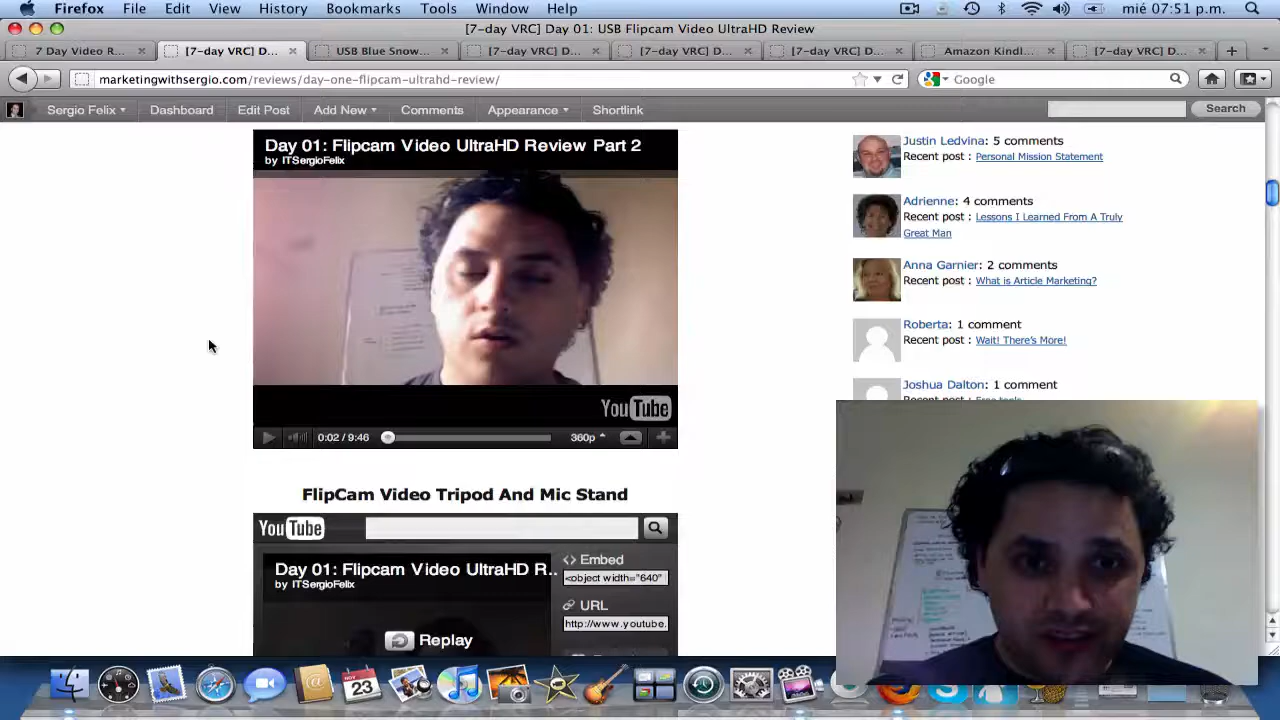 Firefox File Edit View History Bookmarks Tools Window Help mié 07:51 p.m.
[7-day VRC] Day 01: USB Flipcam Video UltraHD Review
7 Day Video R... [7-day VRC] D... USB Blue Snow... [7-day VRC] D... [7-day VRC] D... [7-day VRC] D... Amazon Kindl... [7-day VRC] D...
marketingwithsergio.com/reviews/day-one-flipcam-ultrahd-review/ Google
Sergio Felix Dashboard Edit Post Add New Comments Appearance Shortlink Search
Day 01: Flipcam Video UltraHD Review Part 2
by ITSergioFelix
YouTube
0:02 / 9:46 360p
FlipCam Video Tripod And Mic Stand
YouTube
Day 01: Flipcam Video UltraHD R...
by ITSergioFelix
Replay
Embed
<object width="640"
URL
http://www.youtube.
Justin Ledvina: 5 comments
Recent post : Personal Mission Statement
Adrienne: 4 comments
Recent post : Lessons I Learned From A Truly
Great Man
Anna Garnier: 2 comments
Recent post : What is Article Marketing?
Roberta: 1 comment
Recent post : Wait! There's More!
Joshua Dalton: 1 comment
NOV
23